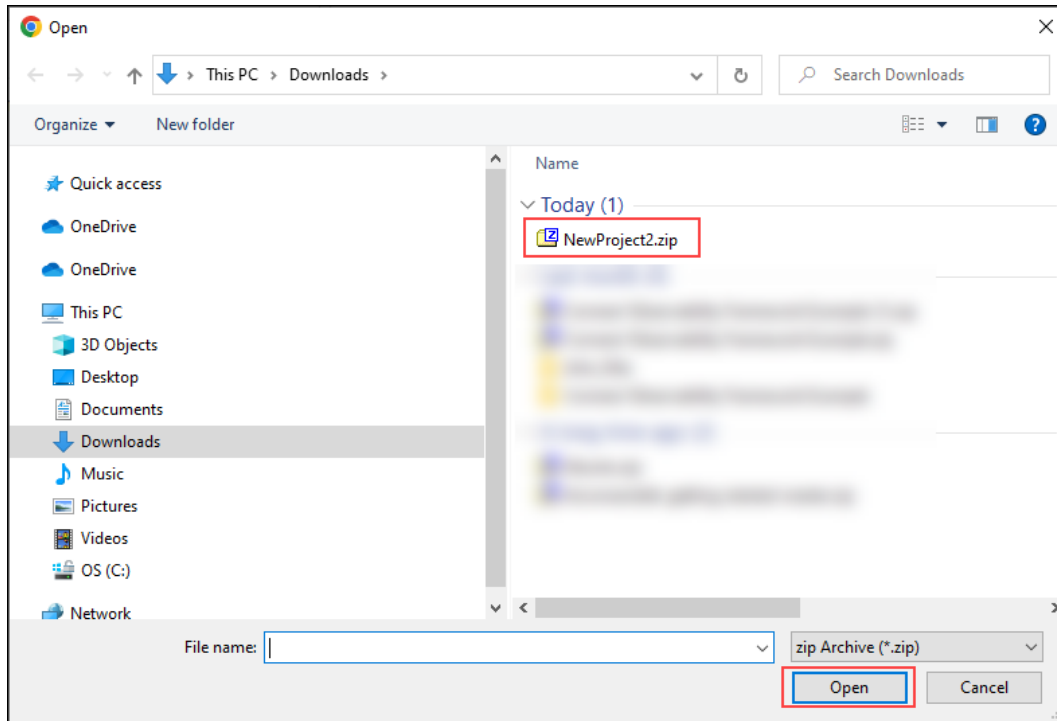 Open
This PC > Downloads >
Search Downloads
Organize
New folder
Quick access
OneDrive
OneDrive
This PC
3D Objects
Desktop
Documents
Downloads
Music
Pictures
Videos
OS (C:)
Network
Name
Today (1)
NewProject2.zip
File name:
zip Archive (*.zip)
Open
Cancel